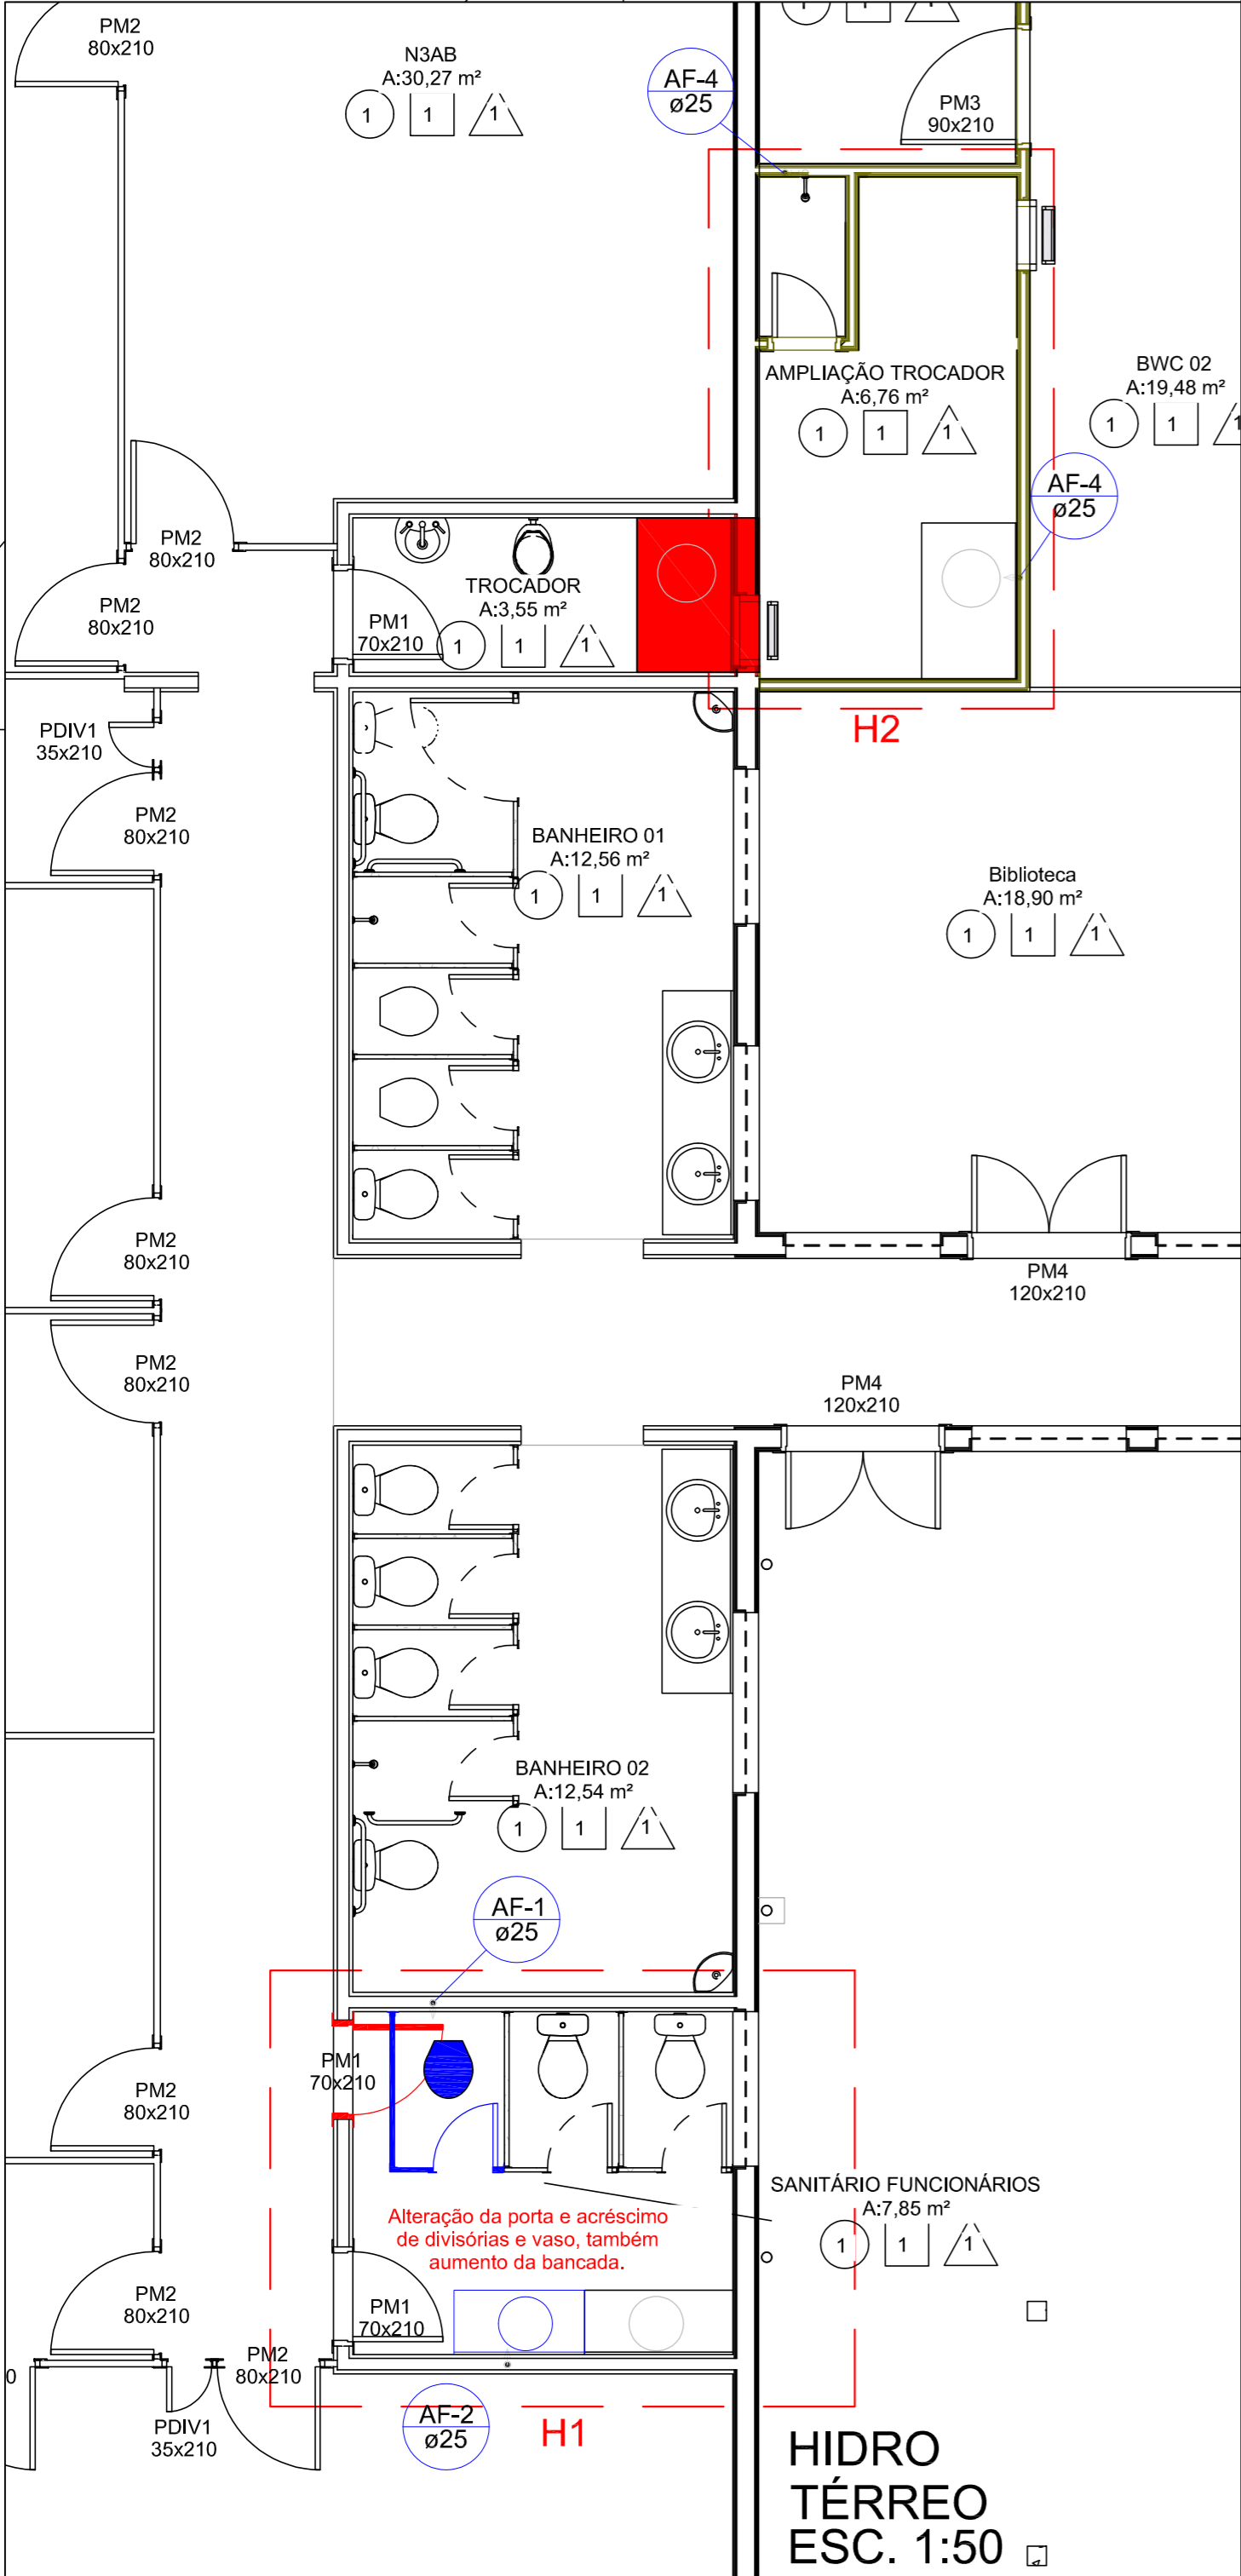 PM2
80x210
N3AB
A:30,27 m²
1
1
1
AF-4
ø25
1
1
1
PM3
90x210
AMPLIAÇÃO TROCADOR
A:6,76 m²
1
1
1
BWC 02
A:19,48 m²
1
1
1
AF-4
ø25
PM2
80x210
PM2
80x210
TROCADOR
A:3,55 m²
1
1
1
PM1
70x210
H2
PDIV1
35x210
PM2
80x210
BANHEIRO 01
A:12,56 m²
1
1
1
Biblioteca
A:18,90 m²
1
1
1
PM2
80x210
PM4
120x210
PM2
80x210
PM4
120x210
BANHEIRO 02
A:12,54 m²
1
1
1
AF-1
ø25
PM1
70x210
PM2
80x210
SANITÁRIO FUNCIONÁRIOS
A:7,85 m²
1
1
1
Alteração da porta e acréscimo
de divisórias e vaso, também
aumento da bancada.
PM2
80x210
PM1
70x210
PM2
80x210
0
PDIV1
35x210
AF-2
ø25
H1
HIDRO
TÉRREO
ESC. 1:50